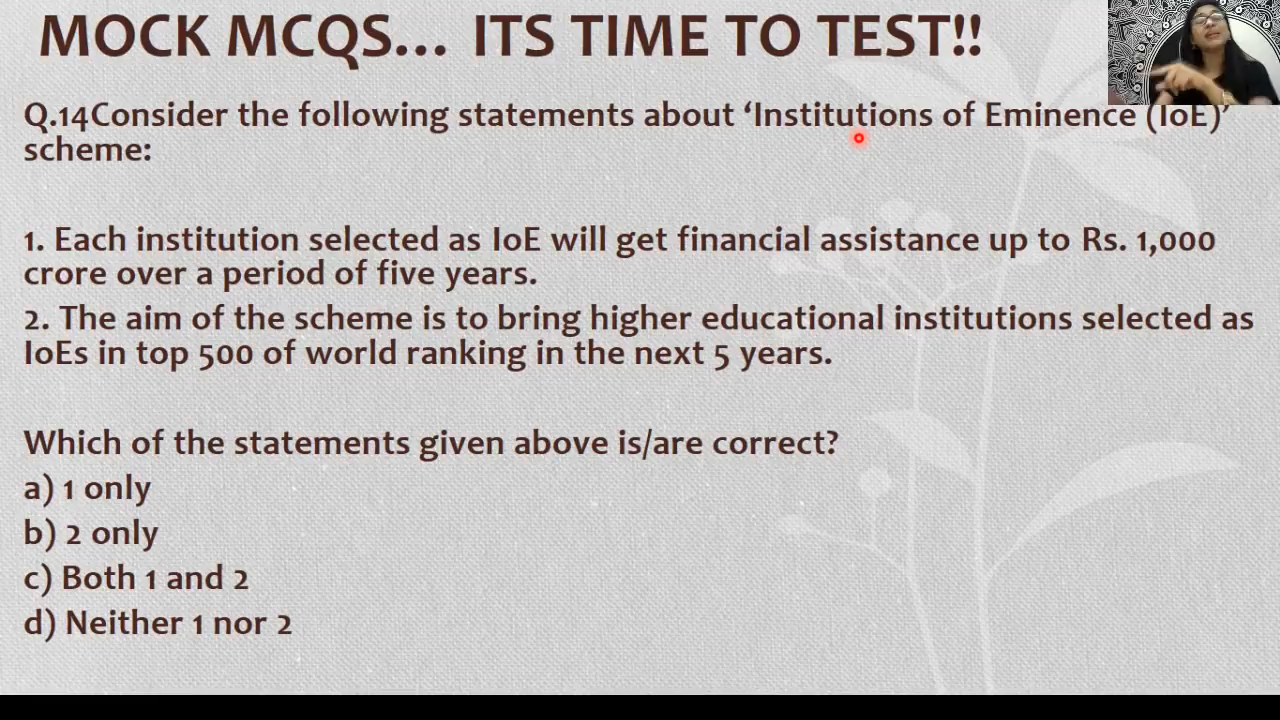 MOCK MCQS... ITS TIME TO TEST!!
Q.14Consider the following statements about ‘Institutions of Eminence (IoE)’
scheme:
1. Each institution selected as IoE will get financial assistance up to Rs. 1,000
crore over a period of five years.
2. The aim of the scheme is to bring higher educational institutions selected as
IoEs in top 500 of world ranking in the next 5 years.
Which of the statements given above is/are correct?
a) 1 only
b) 2 only
c) Both 1 and 2
d) Neither 1 nor 2